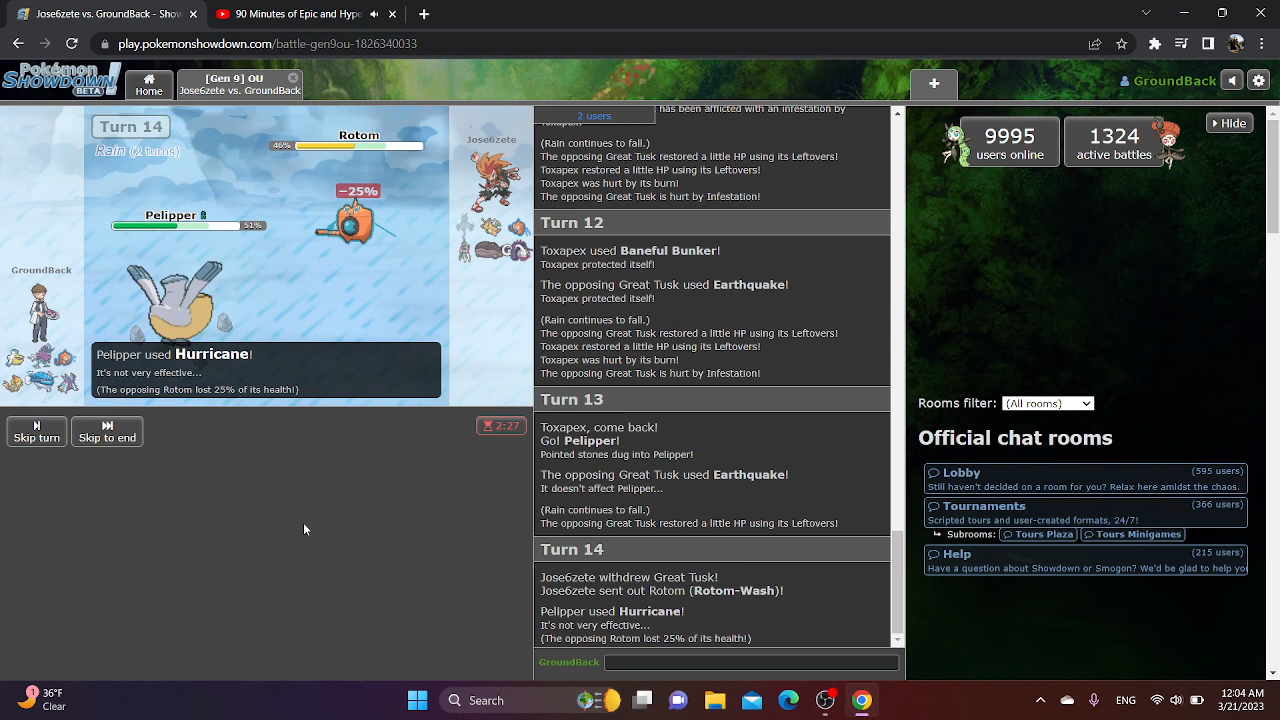 Jose6zete vs. GroundBack - Show
90 Minutes of Epic and Hype
play.pokemonshowdown.com/battle-gen9ou-1826340033
Pokémon
SHOWDOWN!
BETA
Home
[Gen 9] OU
Jose6zete vs. GroundBack
GroundBack
Turn 14
Rain (2 turns)
Rotom
46%
−25%
Pelipper
51%
Jose6zete
GroundBack
Pelipper used Hurricane!
It's not very effective...
(The opposing Rotom lost 25% of its health!)
Skip turn
Skip to end
2:27
2 users
has been afflicted with an infestation by
Toxapex!
(Rain continues to fall.)
The opposing Great Tusk restored a little HP using its Leftovers!
Toxapex restored a little HP using its Leftovers!
Toxapex was hurt by its burn!
The opposing Great Tusk is hurt by Infestation!
Turn 12
Toxapex used Baneful Bunker!
Toxapex protected itself!
The opposing Great Tusk used Earthquake!
Toxapex protected itself!
(Rain continues to fall.)
The opposing Great Tusk restored a little HP using its Leftovers!
Toxapex restored a little HP using its Leftovers!
Toxapex was hurt by its burn!
The opposing Great Tusk is hurt by Infestation!
Turn 13
Toxapex, come back!
Go! Pelipper!
Pointed stones dug into Pelipper!
The opposing Great Tusk used Earthquake!
It doesn't affect Pelipper...
(Rain continues to fall.)
The opposing Great Tusk restored a little HP using its Leftovers!
Turn 14
Jose6zete withdrew Great Tusk!
Jose6zete sent out Rotom (Rotom-Wash)!
Pelipper used Hurricane!
It's not very effective...
(The opposing Rotom lost 25% of its health!)
GroundBack
9995
users online
1324
active battles
Hide
Rooms filter: (All rooms)
Official chat rooms
Lobby (595 users)
Still haven't decided on a room for you? Relax here amidst the chaos.
Tournaments (366 users)
Scripted tours and user-created formats, 24/7!
Subrooms: Tours Plaza Tours Minigames
Help (215 users)
Have a question about Showdown or Smogon? We'd be glad to help you
1
36°F
Clear
Search
ENG
12:04 AM
3/21/2023